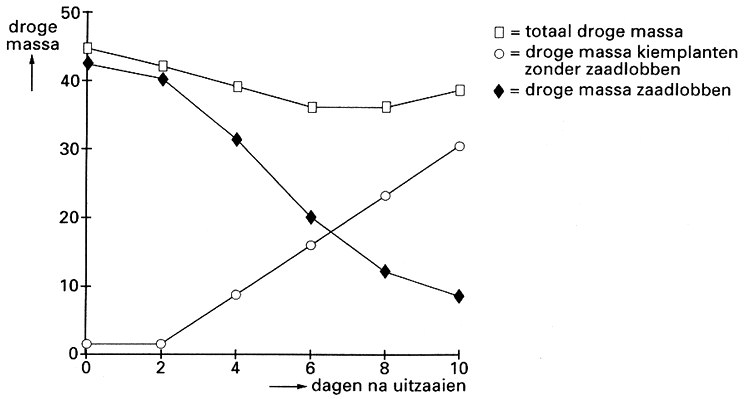 droge
massa
50
40
30
20
10
0
0 2 4 6 8 10
dagen na uitzaaien
= totaal droge massa
= droge massa kiemplanten
zonder zaadlobben
= droge massa zaadlobben